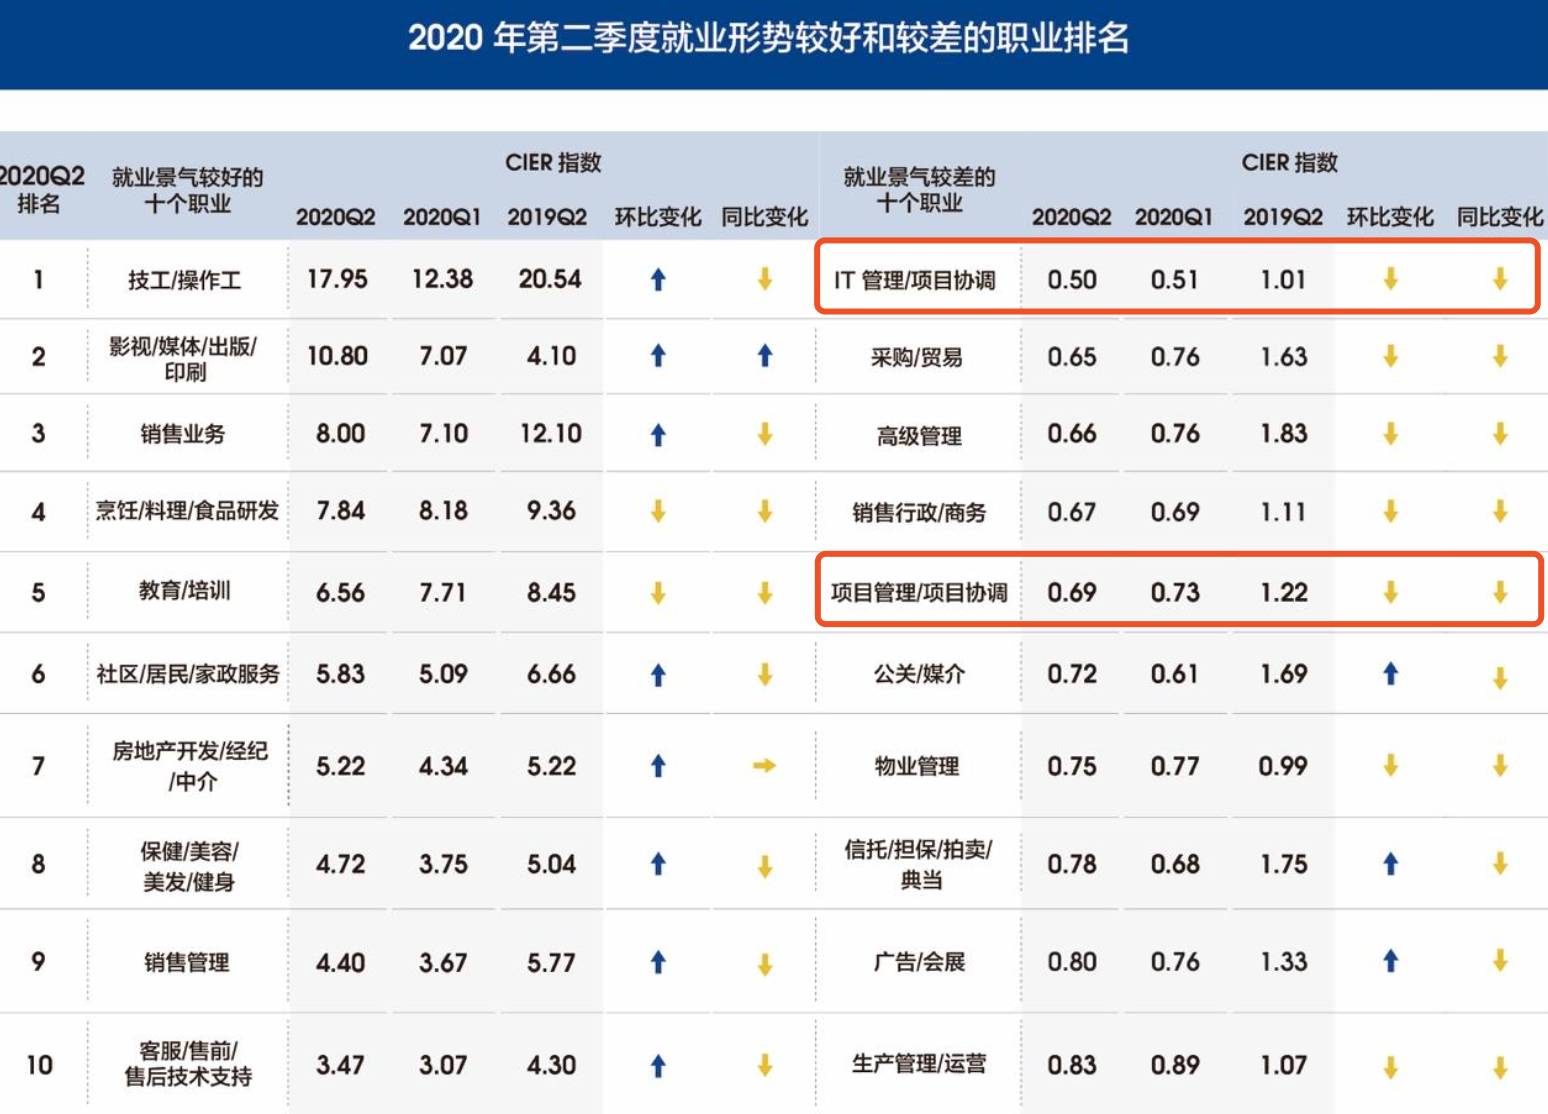 2020 年第二季度就业形势较好和较差的职业排名
2020Q2 排名 就业景气较好的十个职业 CIER 指数 就业景气较差的十个职业 CIER 指数
2020Q2 2020Q1 2019Q2 环比变化 同比变化 2020Q2 2020Q1 2019Q2 环比变化 同比变化
1 技工/操作工 17.95 12.38 20.54 IT 管理/项目协调 0.50 0.51 1.01
2 影视/媒体/出版/印刷 10.80 7.07 4.10 采购/贸易 0.65 0.76 1.63
3 销售业务 8.00 7.10 12.10 高级管理 0.66 0.76 1.83
4 烹饪/料理/食品研发 7.84 8.18 9.36 销售行政/商务 0.67 0.69 1.11
5 教育/培训 6.56 7.71 8.45 项目管理/项目协调 0.69 0.73 1.22
6 社区/居民/家政服务 5.83 5.09 6.66 公关/媒介 0.72 0.61 1.69
7 房地产开发/经纪/中介 5.22 4.34 5.22 物业管理 0.75 0.77 0.99
8 保健/美容/美发/健身 4.72 3.75 5.04 信托/担保/拍卖/典当 0.78 0.68 1.75
9 销售管理 4.40 3.67 5.77 广告/会展 0.80 0.76 1.33
10 客服/售前/售后技术支持 3.47 3.07 4.30 生产管理/运营 0.83 0.89 1.07